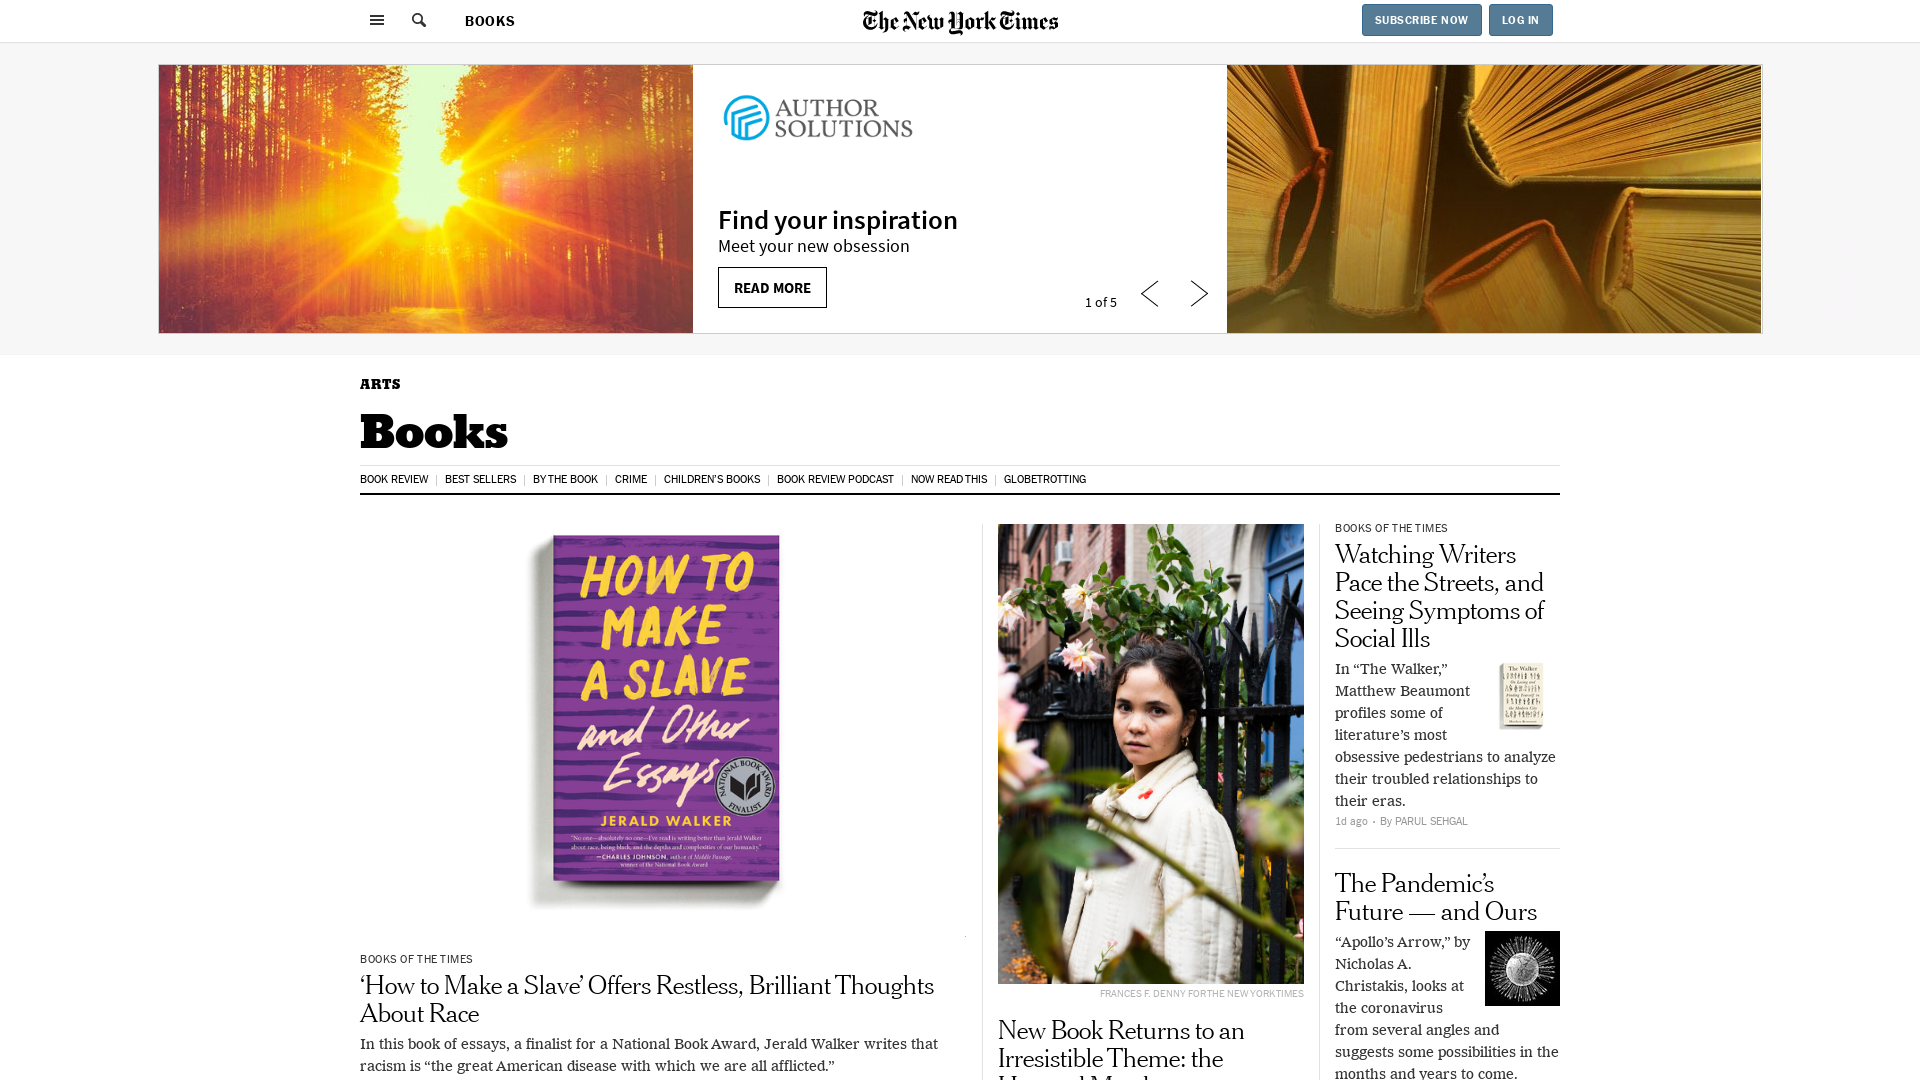 BOOKS
The New York Times
SUBSCRIBE NOW
LOG IN
AUTHOR
SOLUTIONS
Find your inspiration
Meet your new obsession
READ MORE
1 of 5
ARTS
Books
BOOK REVIEW
BEST SELLERS
BY THE BOOK
CRIME
CHILDREN'S BOOKS
BOOK REVIEW PODCAST
NOW READ THIS
GLOBETROTTING
HOW TO
MAKE
A SLAVE
and Other
Essays
NATIONAL BOOK AWARD
FINALIST
JERALD WALKER
"No one—absolutely no one—I've read is writing better than Jerald Walker
about race, being black, and the depths and complexities of our humanity."
—CHARLES JOHNSON, author of Middle Passage,
winner of the National Book Award
BOOKS OF THE TIMES
‘How to Make a Slave’ Offers Restless, Brilliant Thoughts
About Race
In this book of essays, a finalist for a National Book Award, Jerald Walker writes that
racism is “the great American disease with which we are all afflicted.”
FRANCES F. DENNY FOR THE NEW YORK TIMES
New Book Returns to an
Irresistible Theme: the
BOOKS OF THE TIMES
Watching Writers
Pace the Streets, and
Seeing Symptoms of
Social Ills
In “The Walker,”
Matthew Beaumont
profiles some of
literature’s most
obsessive pedestrians to analyze
their troubled relationships to
their eras.
The Walker
1d ago • By PARUL SEHGAL
The Pandemic’s
Future — and Ours
“Apollo’s Arrow,” by
Nicholas A.
Christakis, looks at
the coronavirus
from several angles and
suggests some possibilities in the
months and years to come.